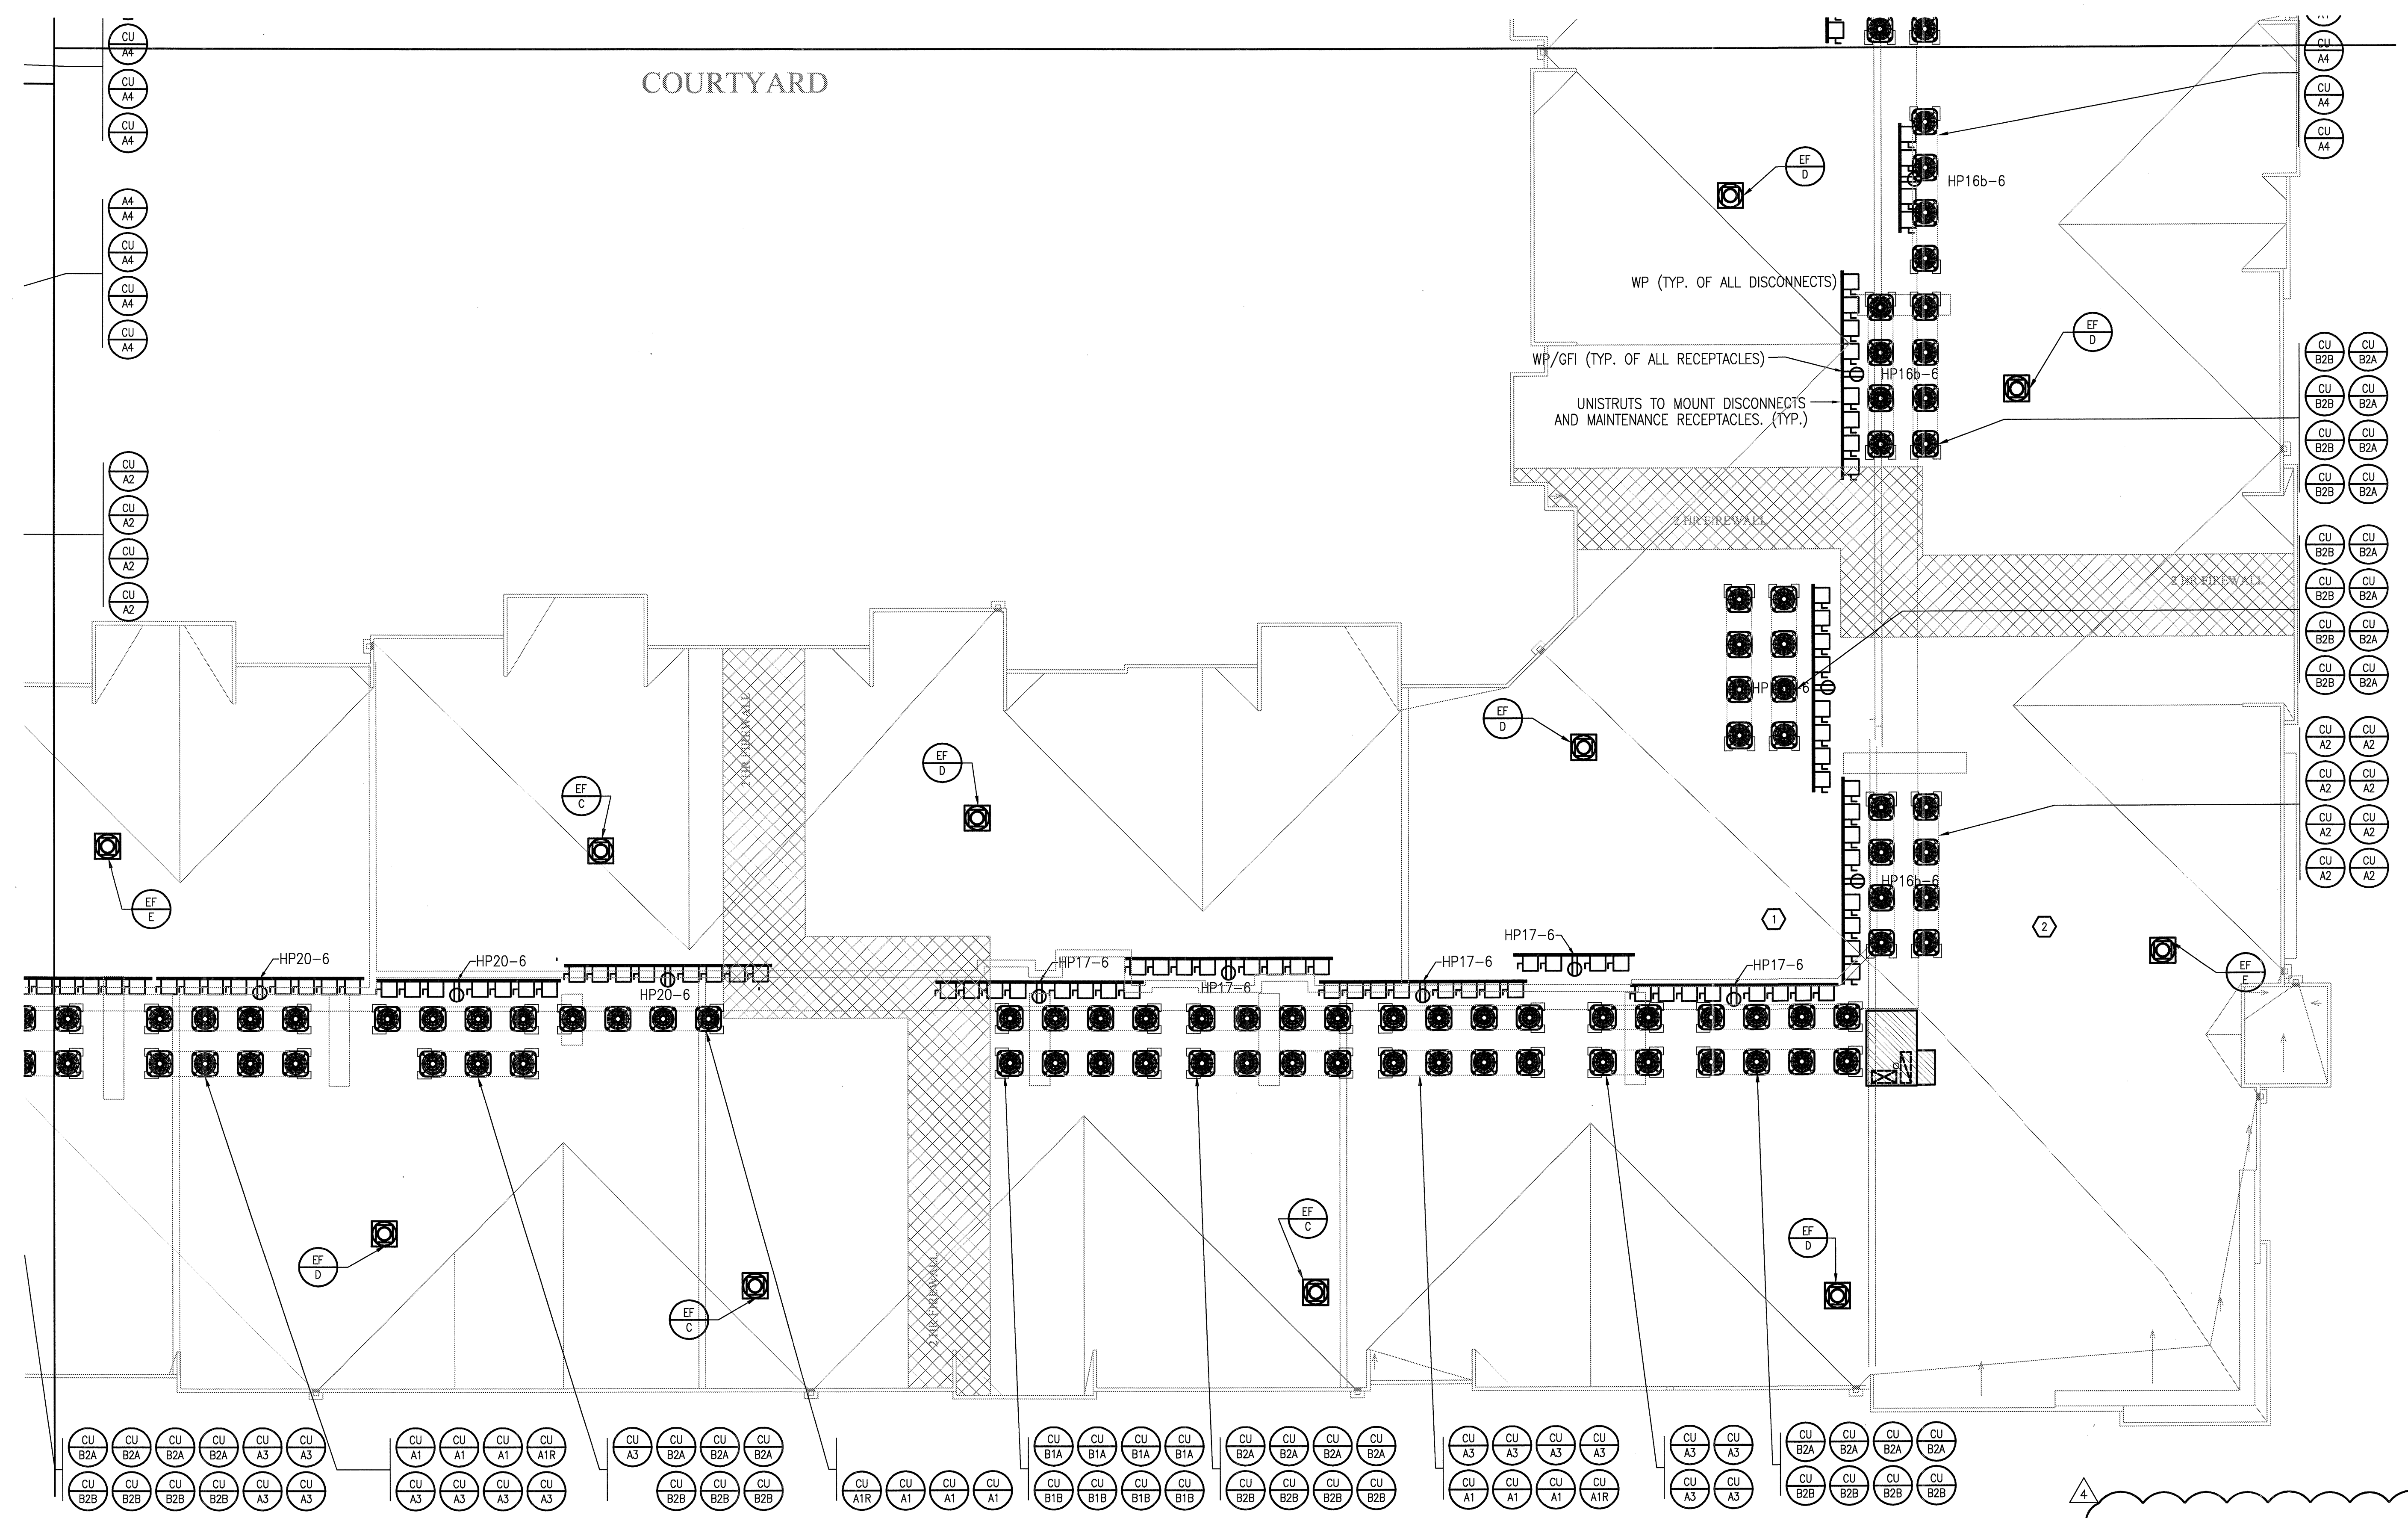 COURTYARD
CU
A4
CU
A4
CU
A4
A4
A4
CU
A4
CU
A4
CU
A4
CU
A2
CU
A2
CU
A2
CU
A2
EF
D
HP16b-6
WP (TYP. OF ALL DISCONNECTS)
EF
D
WP/GFI (TYP. OF ALL RECEPTACLES)
HP16b-6
UNISTRUTS TO MOUNT DISCONNECTS
AND MAINTENANCE RECEPTACLES. (TYP.)
2 HR FIREWALL
2 HR FIREWALL
CU
A4
CU
A4
CU
A4
CU CU
B2B B2A
CU CU
B2B B2A
CU CU
B2B B2A
CU CU
B2B B2A
CU CU
B2B B2A
CU CU
B2B B2A
CU CU
B2B B2A
CU CU
B2B B2A
CU CU
A2 A2
CU CU
A2 A2
CU CU
A2 A2
CU CU
A2 A2
2 HR FIREWALL
EF
D
EF
D
EF
C
EF
E
HP16b-6
1
2
EF
E
HP20-6
HP20-6
HP20-6
HP17-6
HP17-6
HP17-6
HP17-6
HP17-6
EF
D
EF
C
EF
C
EF
D
2 HR FIREWALL
CU CU CU CU CU CU
B2A B2A B2A B2A A3 A3
CU CU CU CU CU CU
B2B B2B B2B B2B A3 A3
CU CU CU CU
A1 A1 A1 A1R
CU CU CU CU
A3 A3 A3 A3
CU CU CU CU
A3 B2A B2A B2A
CU CU CU
B2B B2B B2B
CU CU CU CU
A1R A1 A1 A1
CU CU CU CU
B1A B1A B1A B1A
CU CU CU CU
B1B B1B B1B B1B
CU CU CU CU
B2A B2A B2A B2A
CU CU CU CU
B2B B2B B2B B2B
CU CU CU CU
A3 A3 A3 A3
CU CU CU CU
A1 A1 A1 A1R
CU CU
A3 A3
CU CU
A3 A3
CU CU CU CU
B2A B2A B2A B2A
CU CU CU CU
B2B B2B B2B B2B
4